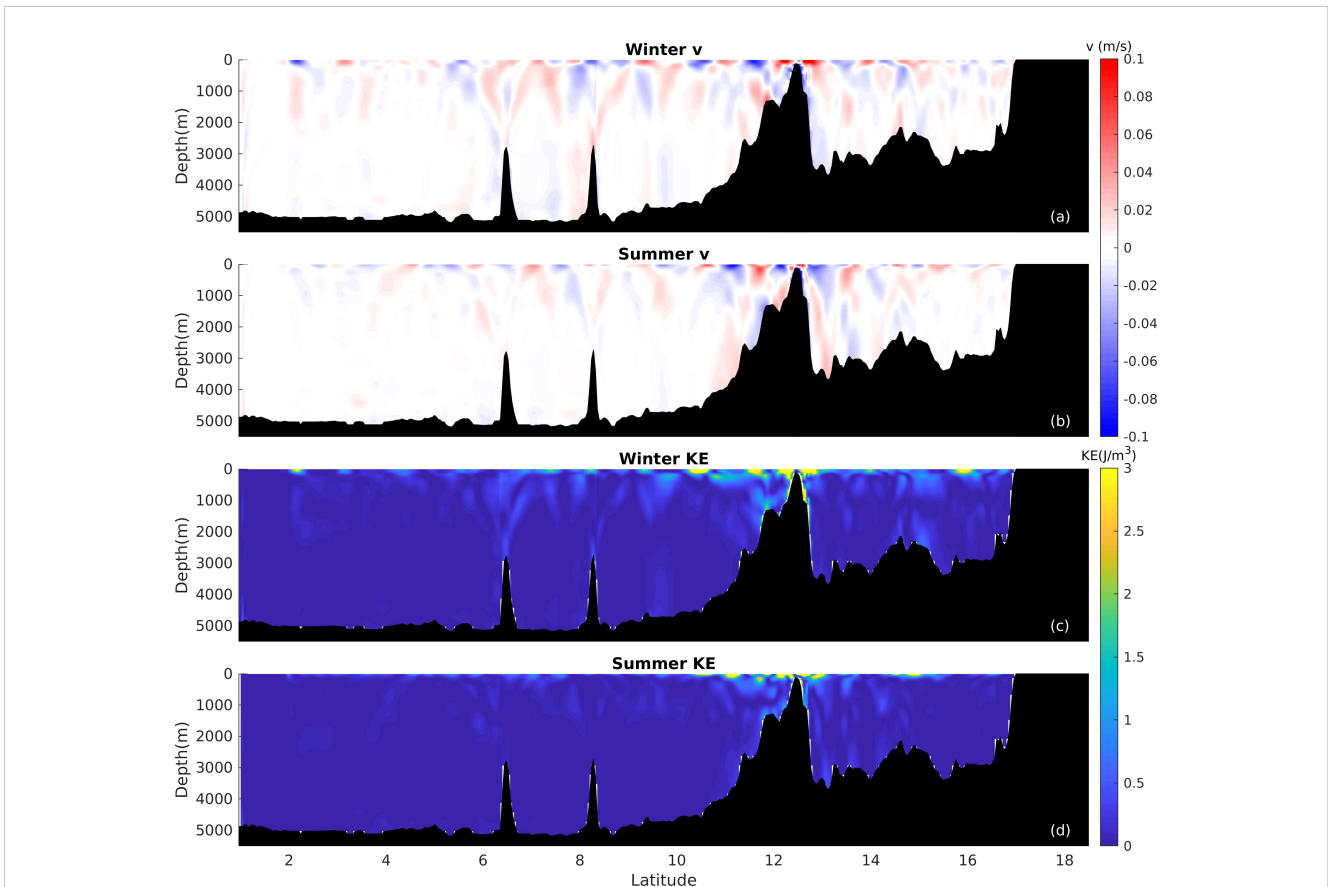 Winter v
v (m/s)
0
1000
2000
3000
4000
5000
Depth(m)
(a)
Summer v
0
1000
2000
3000
4000
5000
Depth(m)
(b)
0.1
0.08
0.06
0.04
0.02
0
-0.02
-0.04
-0.06
-0.08
-0.1
Winter KE
KE(J/m³)
0
1000
2000
3000
4000
5000
Depth(m)
(c)
Summer KE
0
1000
2000
3000
4000
5000
Depth(m)
(d)
3
2.5
2
1.5
1
0.5
0
2 4 6 8 10 12 14 16 18
Latitude